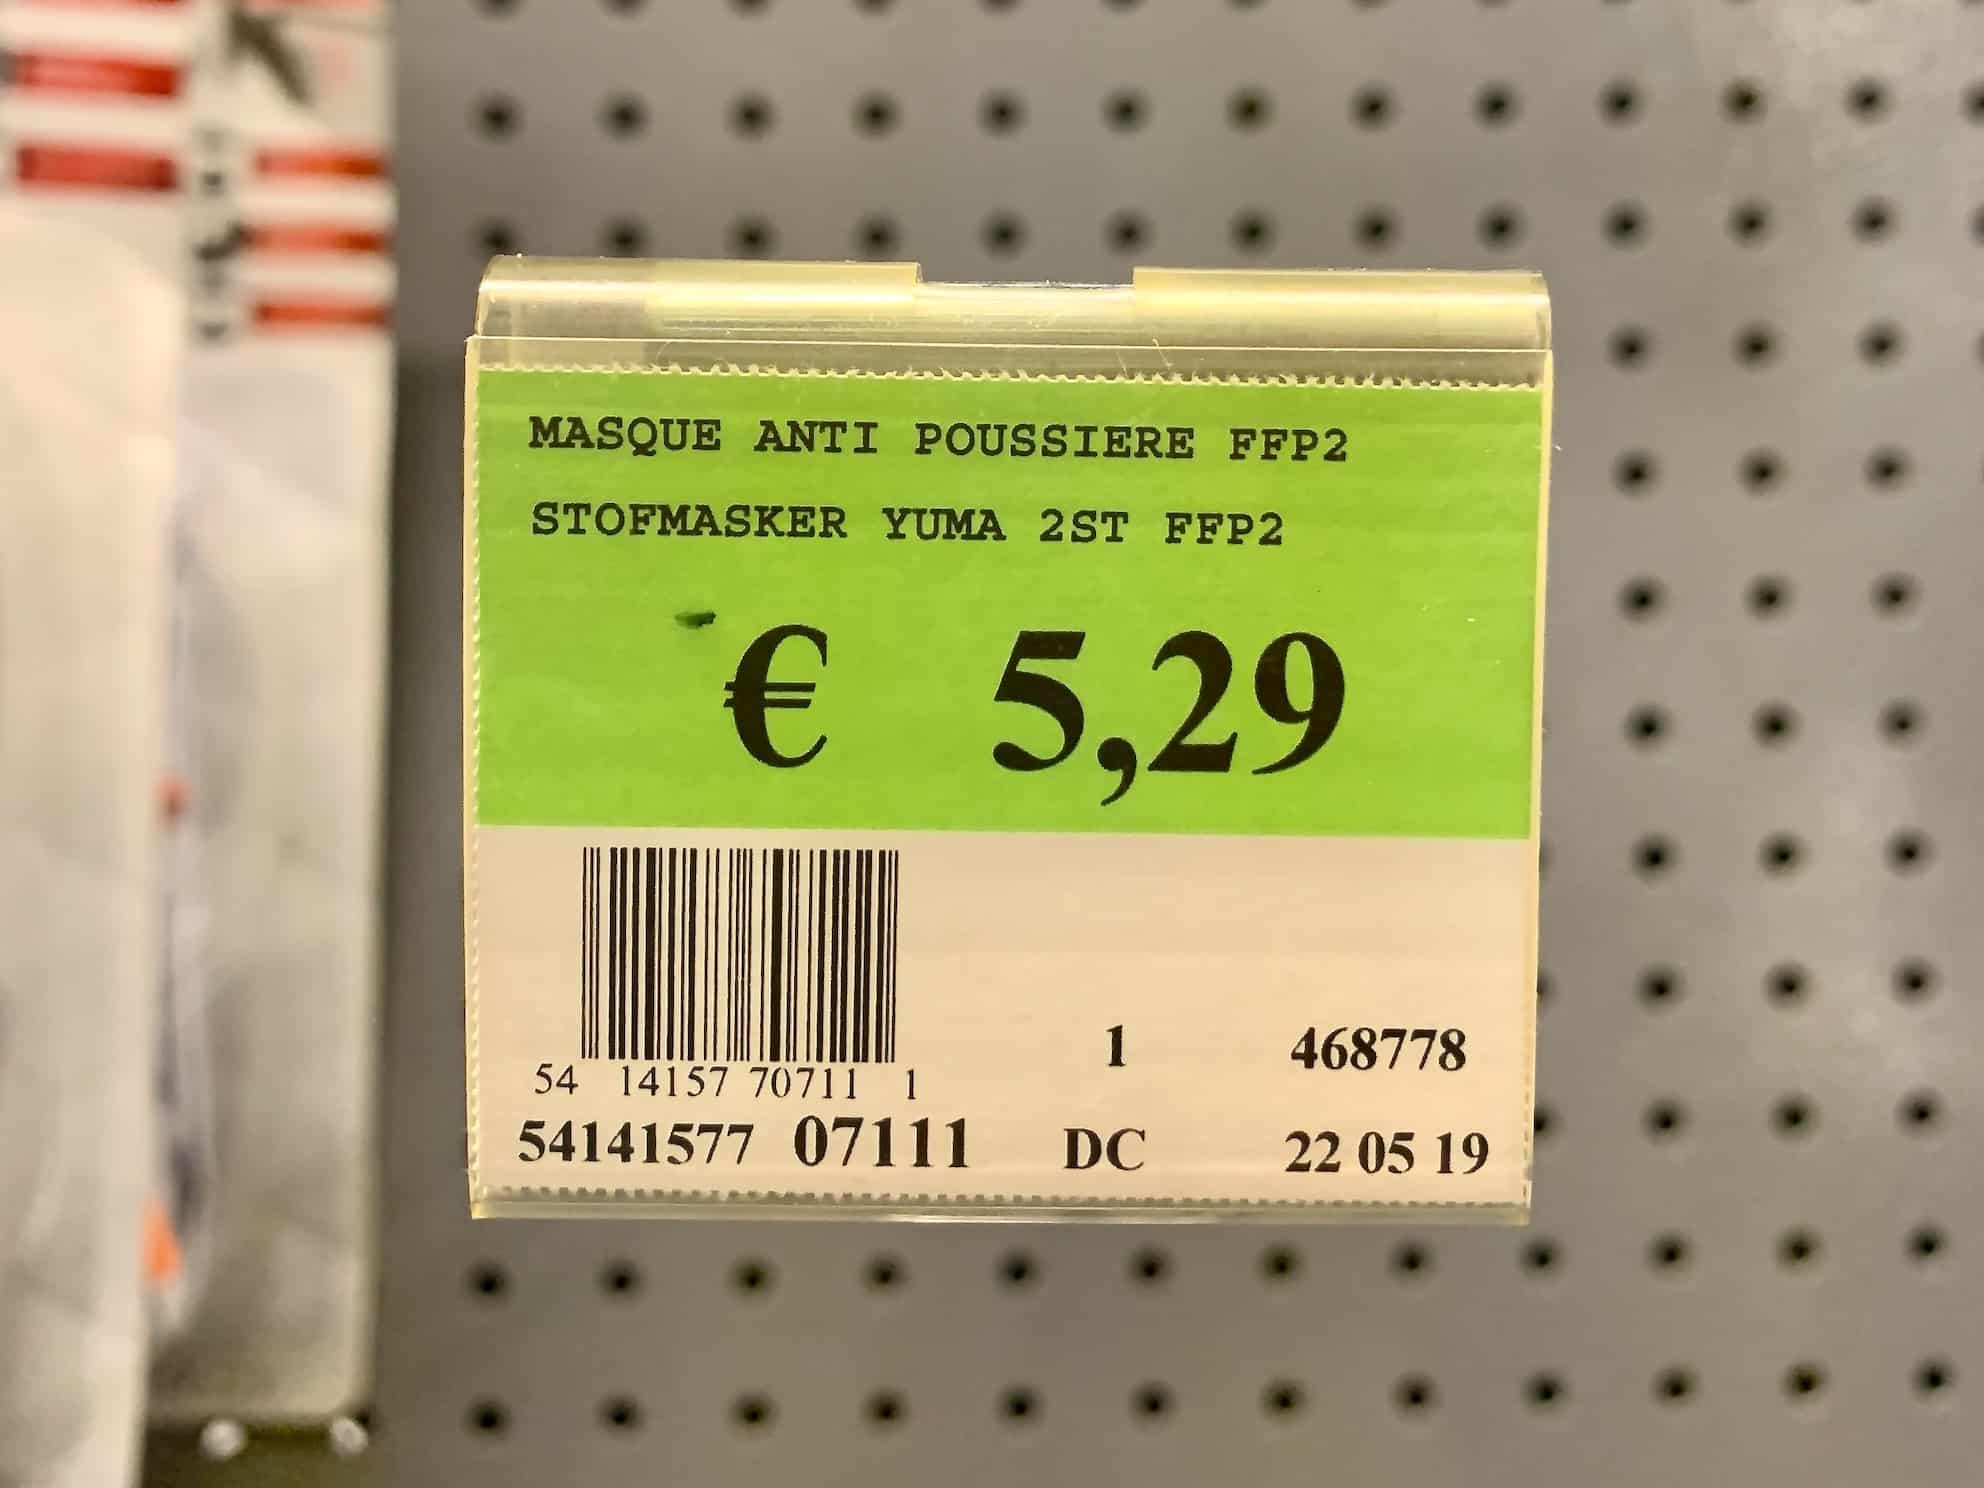 MASQUE ANTI POUSSIERE FFP2
STOFMASKER YUMA 2ST FFP2
€ 5,29
54 14157 70711 1
1 468778
54141577 07111 DC 22 05 19